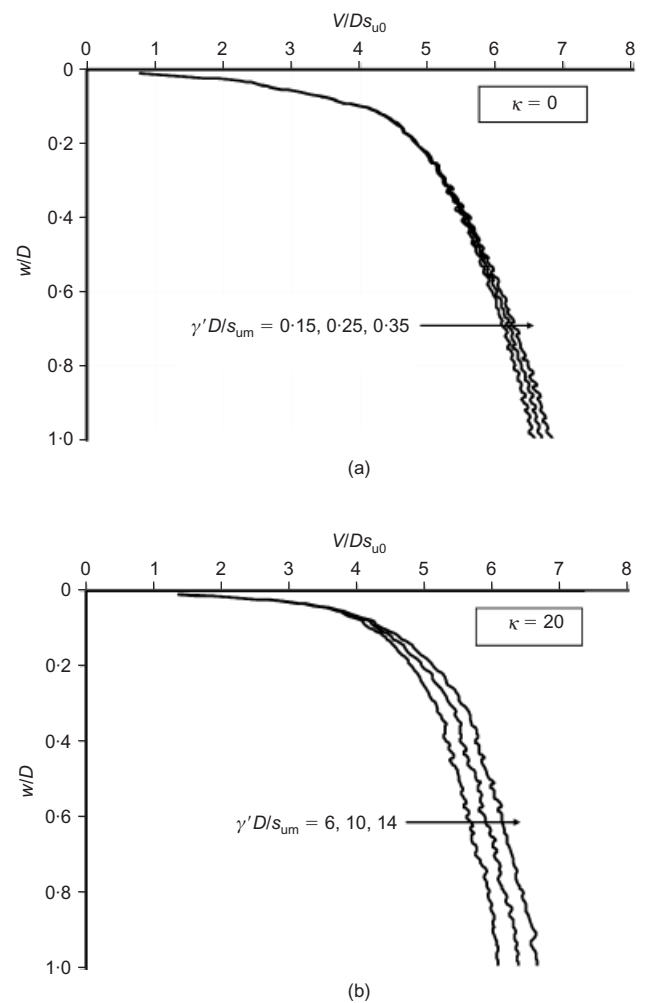 V/Ds_u0
0 1 2 3 4 5 6 7 8
0
0·2
0·4
0·6
0·8
1·0
w/D
κ = 0
γ′D/s_um = 0·15, 0·25, 0·35
(a)
V/Ds_u0
0 1 2 3 4 5 6 7 8
0
0·2
0·4
0·6
0·8
1·0
w/D
κ = 20
γ′D/s_um = 6, 10, 14
(b)